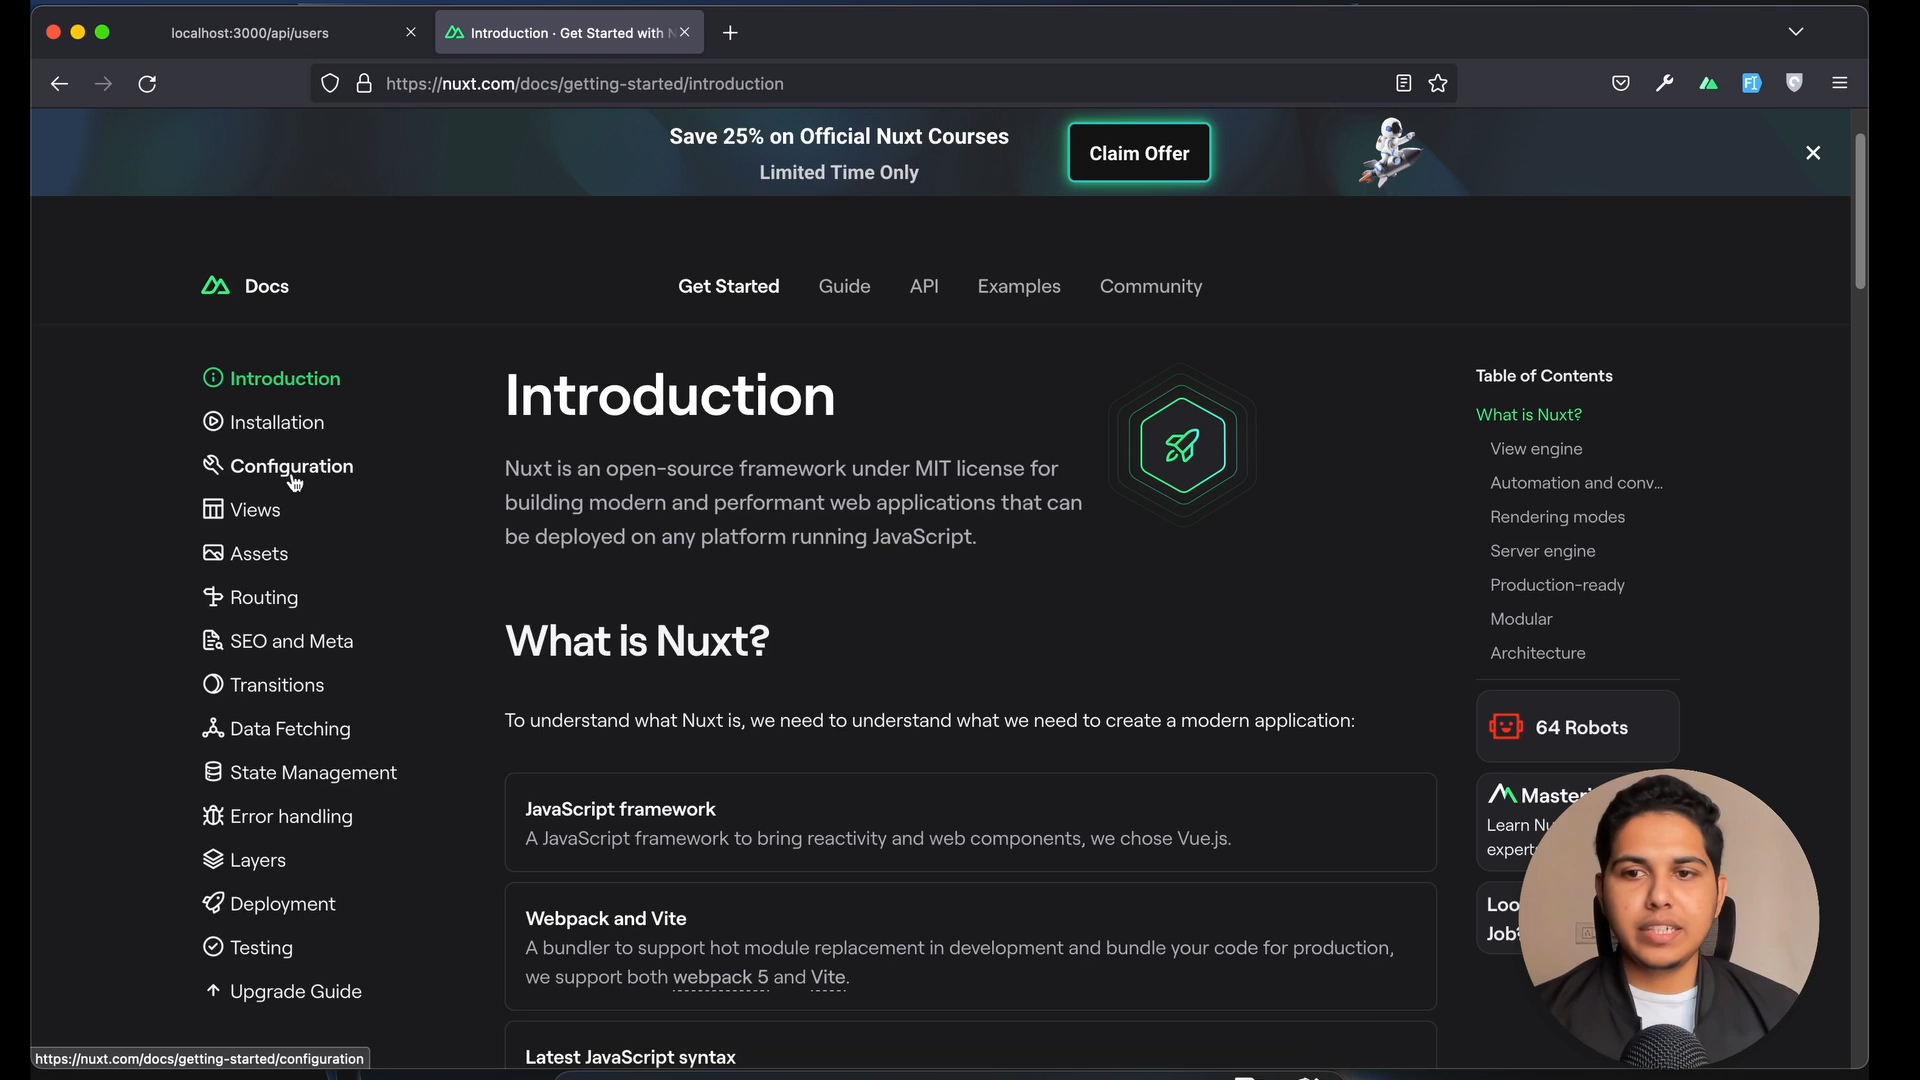 localhost:3000/api/users
Introduction · Get Started with N
https://nuxt.com/docs/getting-started/introduction
Save 25% on Official Nuxt Courses
Limited Time Only
Claim Offer
Docs
Get Started
Guide
API
Examples
Community
Introduction
Installation
Configuration
Views
Assets
Routing
SEO and Meta
Transitions
Data Fetching
State Management
Error handling
Layers
Deployment
Testing
Upgrade Guide
Introduction
Nuxt is an open-source framework under MIT license for
building modern and performant web applications that can
be deployed on any platform running JavaScript.
What is Nuxt?
To understand what Nuxt is, we need to understand what we need to create a modern application:
JavaScript framework
A JavaScript framework to bring reactivity and web components, we chose Vue.js.
Webpack and Vite
A bundler to support hot module replacement in development and bundle your code for production,
we support both webpack 5 and Vite.
Latest JavaScript syntax
Table of Contents
What is Nuxt?
View engine
Automation and conv...
Rendering modes
Server engine
Production-ready
Modular
Architecture
64 Robots
Master
Learn Nu
expert
Loo
Job?
https://nuxt.com/docs/getting-started/configuration